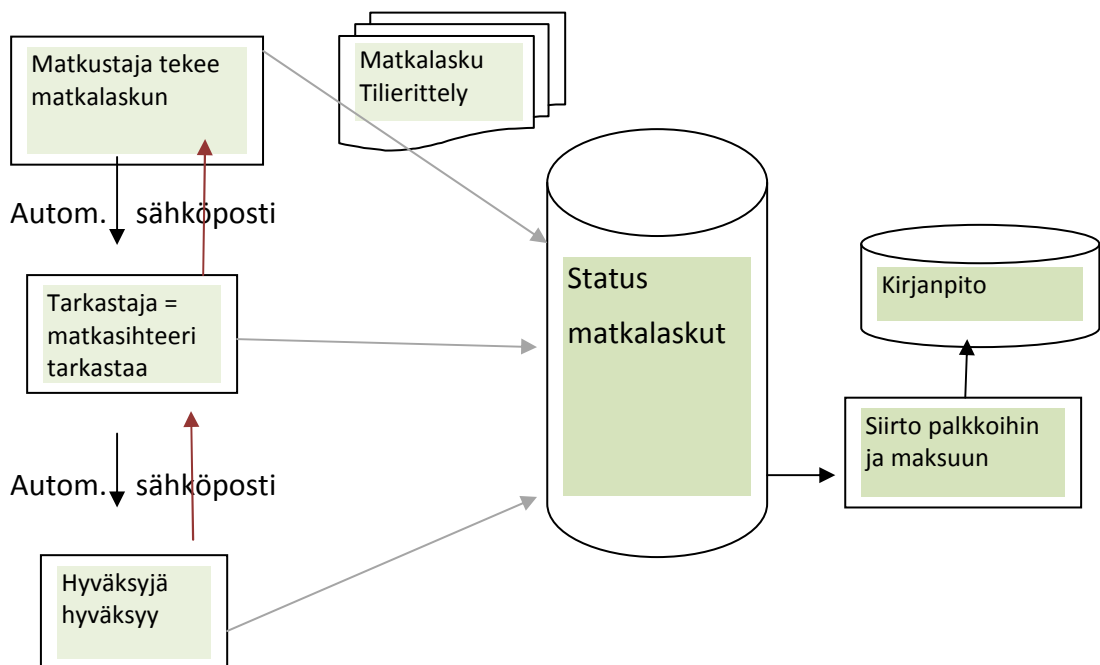 Matkustaja tekee
matkalaskun
Matkalasku
Tilierittely
Autom. sähköposti
Tarkastaja =
matkasihteeri
tarkastaa
Status
matkalaskut
Kirjanpito
Siirto palkkoihin
ja maksuun
Autom. sähköposti
Hyväksyjä
hyväksyy